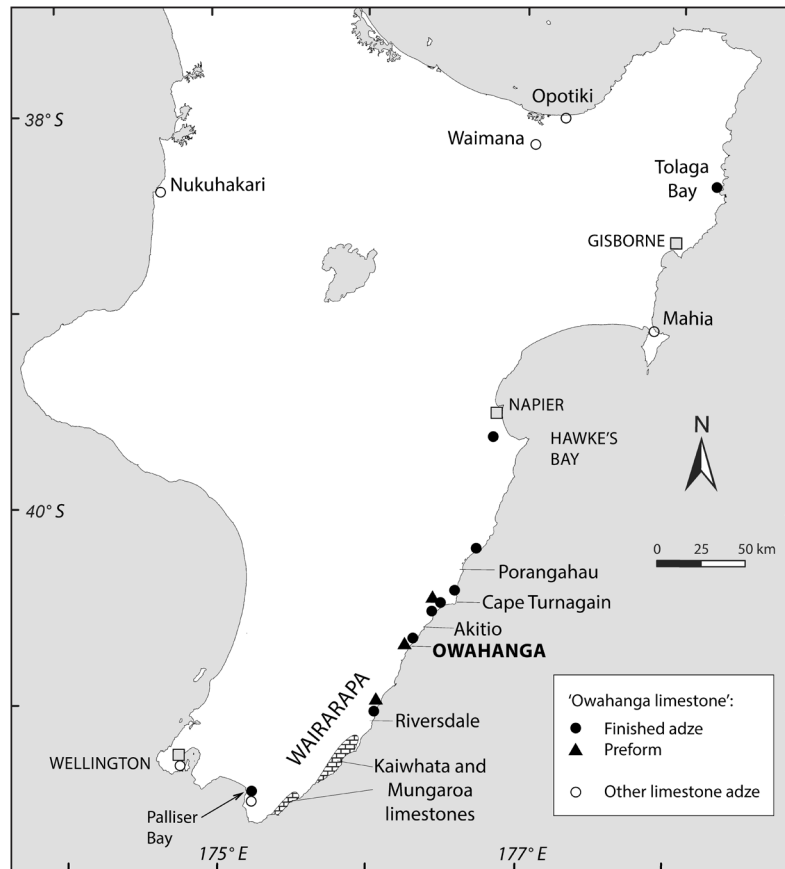 Opotiki
38° S
Waimana
Tolaga
Bay
Nukuhakari
GISBORNE
Mahia
NAPIER
N
HAWKE'S
BAY
40° S
0 25 50 km
Porangahau
Cape Turnagain
Akitio
OWAHANGA
WAIRARAPA
'Owahanga limestone':
Finished adze
Preform
Other limestone adze
Riversdale
WELLINGTON
Kaiwhata and
Mungaroa
limestones
Palliser
Bay
175° E
177° E